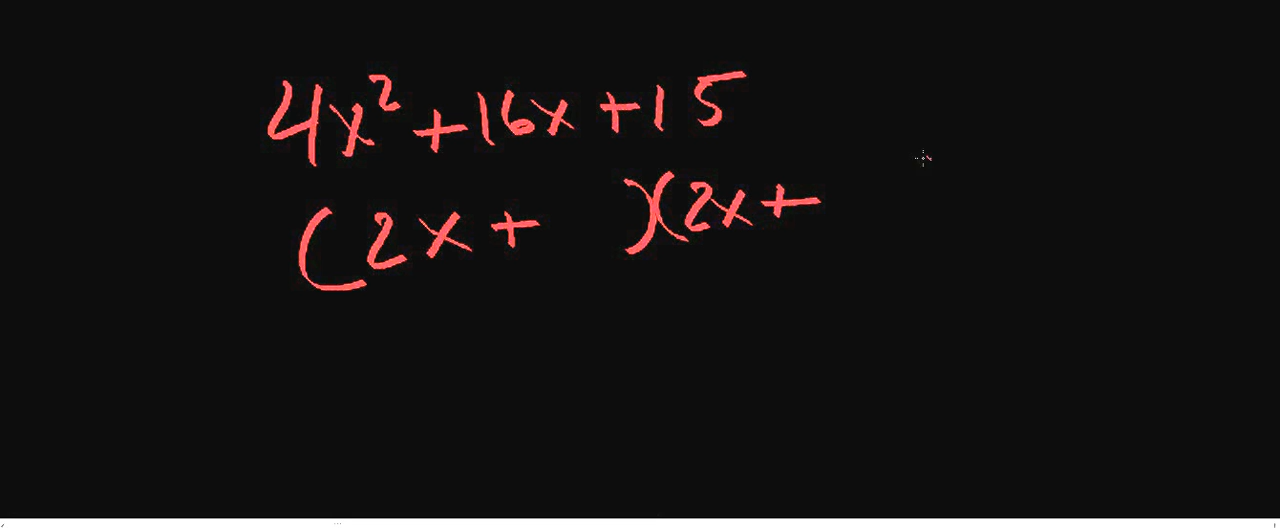 4x² + 16x + 15
(2x +   )(2x +